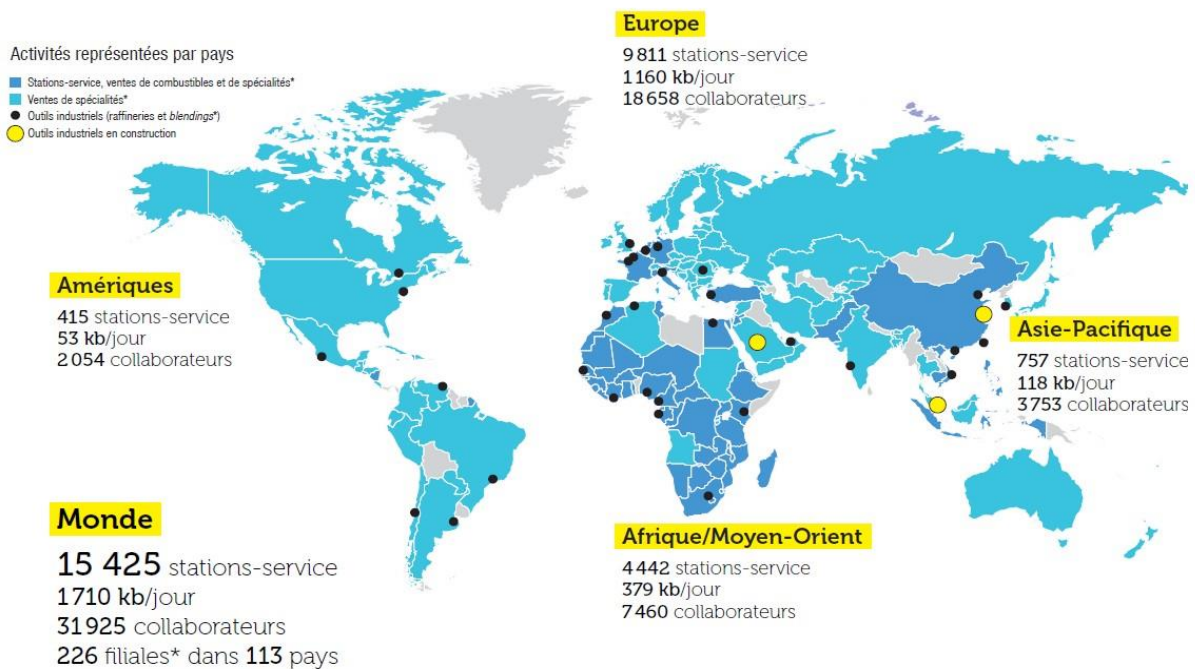 Europe
9 811 stations-service
1 160 kb/jour
18 658 collaborateurs
Activités représentées par pays
Stations-service, ventes de combustibles et de spécialités*
Ventes de spécialités*
Outils industriels (raffineries et blendings*)
Outils industriels en construction
Amériques
415 stations-service
53 kb/jour
2 054 collaborateurs
Asie-Pacifique
757 stations-service
118 kb/jour
3 753 collaborateurs
Monde
15 425 stations-service
1 710 kb/jour
31 925 collaborateurs
226 filiales* dans 113 pays
Afrique/Moyen-Orient
4 442 stations-service
379 kb/jour
7 460 collaborateurs